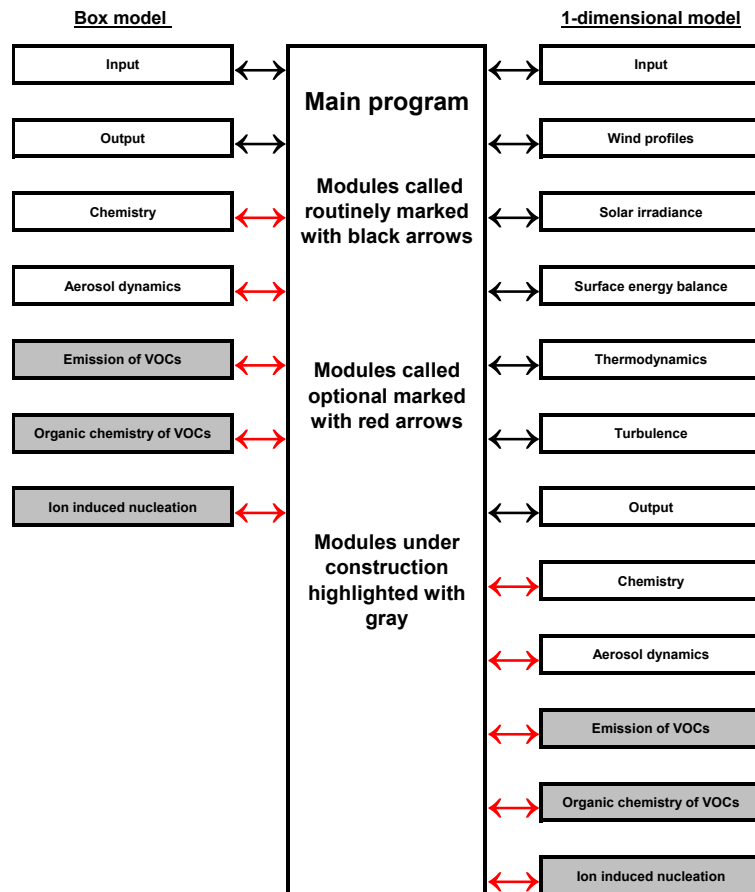 Box model
Input
Output
Chemistry
Aerosol dynamics
Emission of VOCs
Organic chemistry of VOCs
Ion induced nucleation
Main program
Modules called
routinely marked
with black arrows
Modules called
optional marked
with red arrows
Modules under
construction
highlighted with
gray
1-dimensional model
Input
Wind profiles
Solar irradiance
Surface energy balance
Thermodynamics
Turbulence
Output
Chemistry
Aerosol dynamics
Emission of VOCs
Organic chemistry of VOCs
Ion induced nucleation